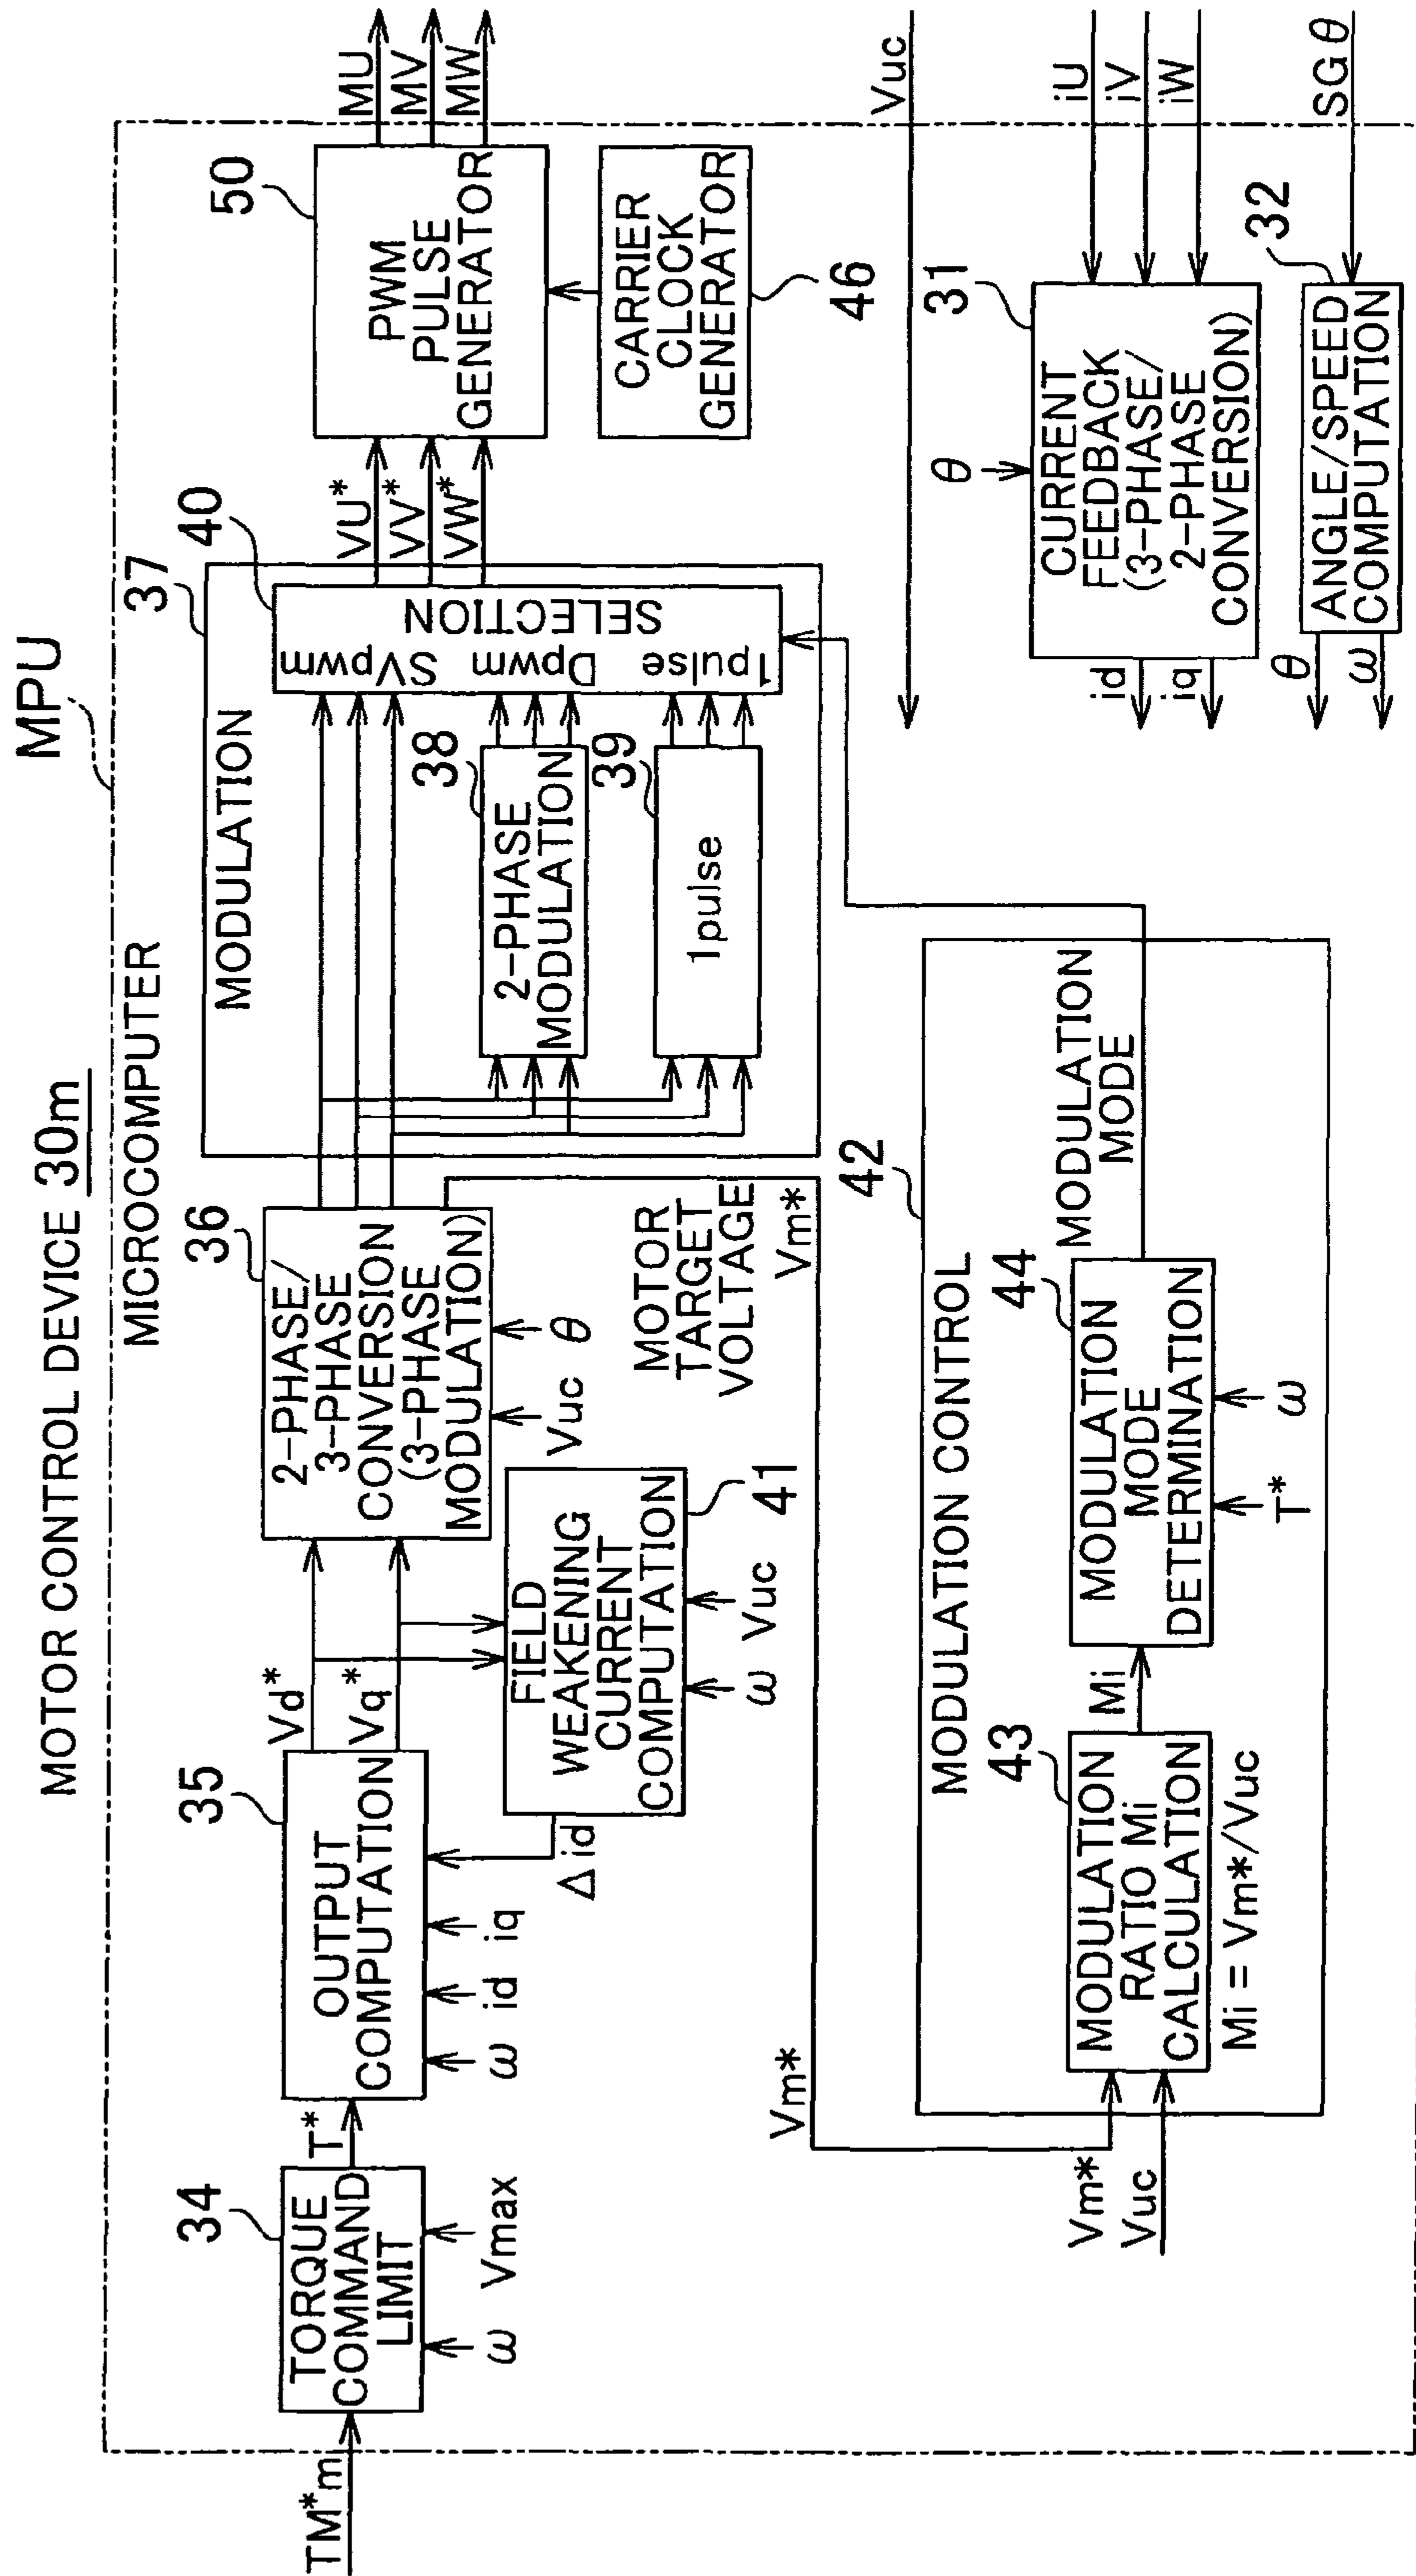 MOTOR CONTROL DEVICE 30m
MPU
MICROCOMPUTER
TM*m
34
TORQUE
COMMAND
LIMIT
ω
Vmax
T*
35
OUTPUT
COMPUTATION
ω
id
iq
Δid
Vd*
Vq*
FIELD
WEAKENING
CURRENT
COMPUTATION
41
ω
Vuc
36
2-PHASE/
3-PHASE
CONVERSION
(3-PHASE
MODULATION)
Vuc
θ
MOTOR
TARGET
VOLTAGE
Vm*
37
MODULATION
38
2-PHASE
MODULATION
39
1pulse
40
SVpwm
Dpwm
1pulse
SELECTION
VU*
VV*
VW*
50
PWM
PULSE
GENERATOR
MU
MV
MW
CARRIER
CLOCK
GENERATOR
46
Vm*
Vm*
Vuc
42
MODULATION CONTROL
43
MODULATION
RATIO Mi
CALCULATION
Mi = Vm*/Vuc
Mi
44
MODULATION
MODE
DETERMINATION
T*
ω
MODULATION
MODE
Vuc
θ
31
CURRENT
FEEDBACK
(3-PHASE/
2-PHASE
CONVERSION)
id
iq
iU
iV
iW
32
ANGLE/SPEED
COMPUTATION
θ
ω
SGθ